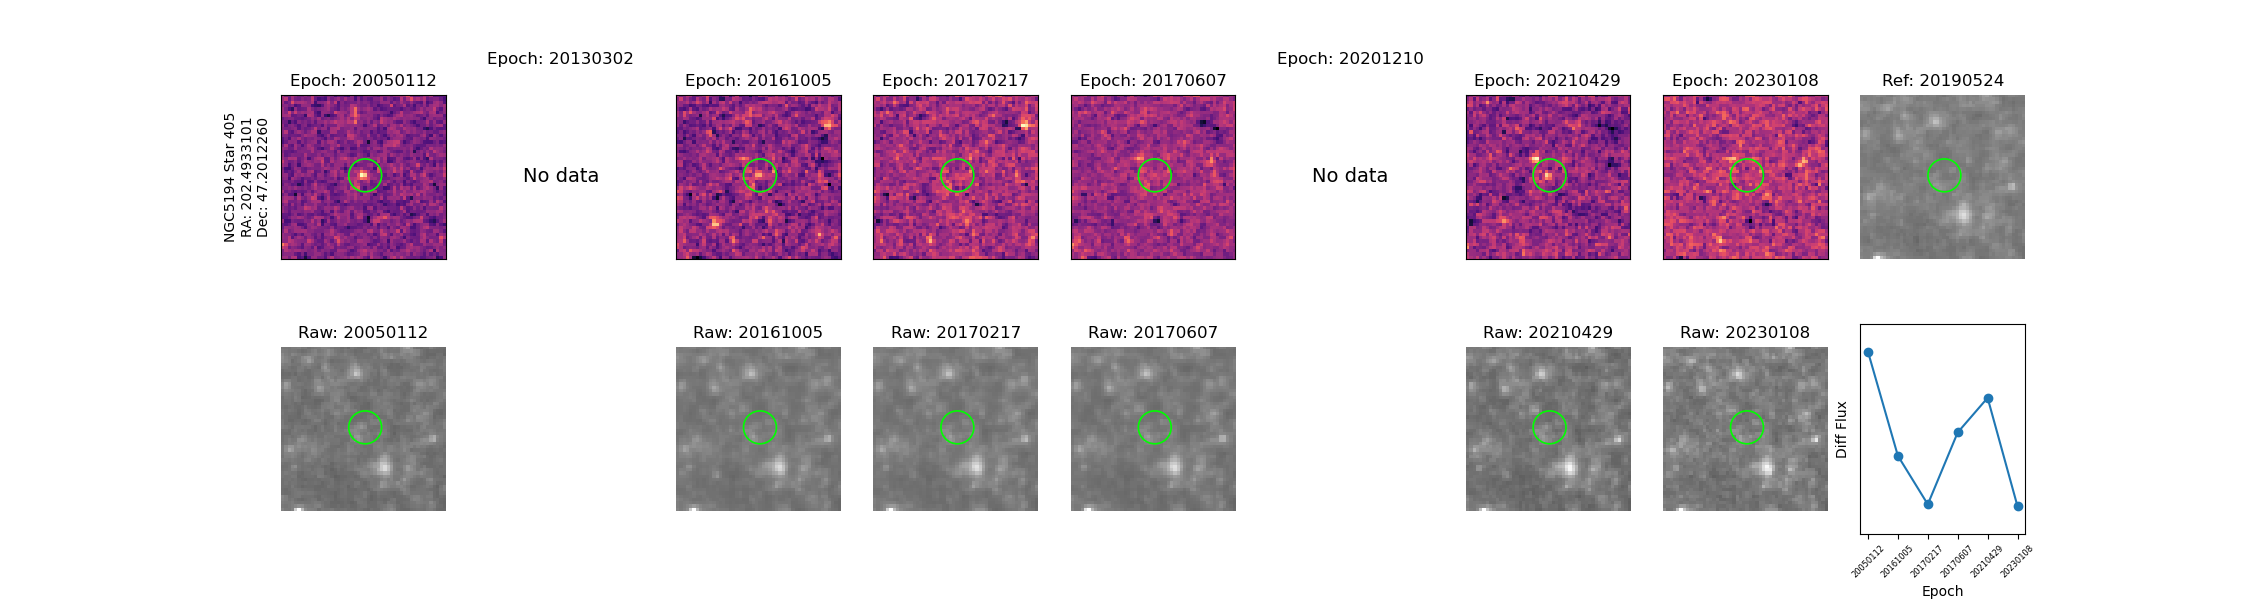 Epoch: 20130302
Epoch: 20201210
Epoch: 20050112
Epoch: 20161005
Epoch: 20170217
Epoch: 20170607
Epoch: 20210429
Epoch: 20230108
Ref: 20190524
NGC5194 Star 405
RA: 202.4933101
Dec: 47.2012260
No data
No data
Raw: 20050112
Raw: 20161005
Raw: 20170217
Raw: 20170607
Raw: 20210429
Raw: 20230108
Diff Flux
20050112
20161005
20170217
20170607
20210429
20230108
Epoch